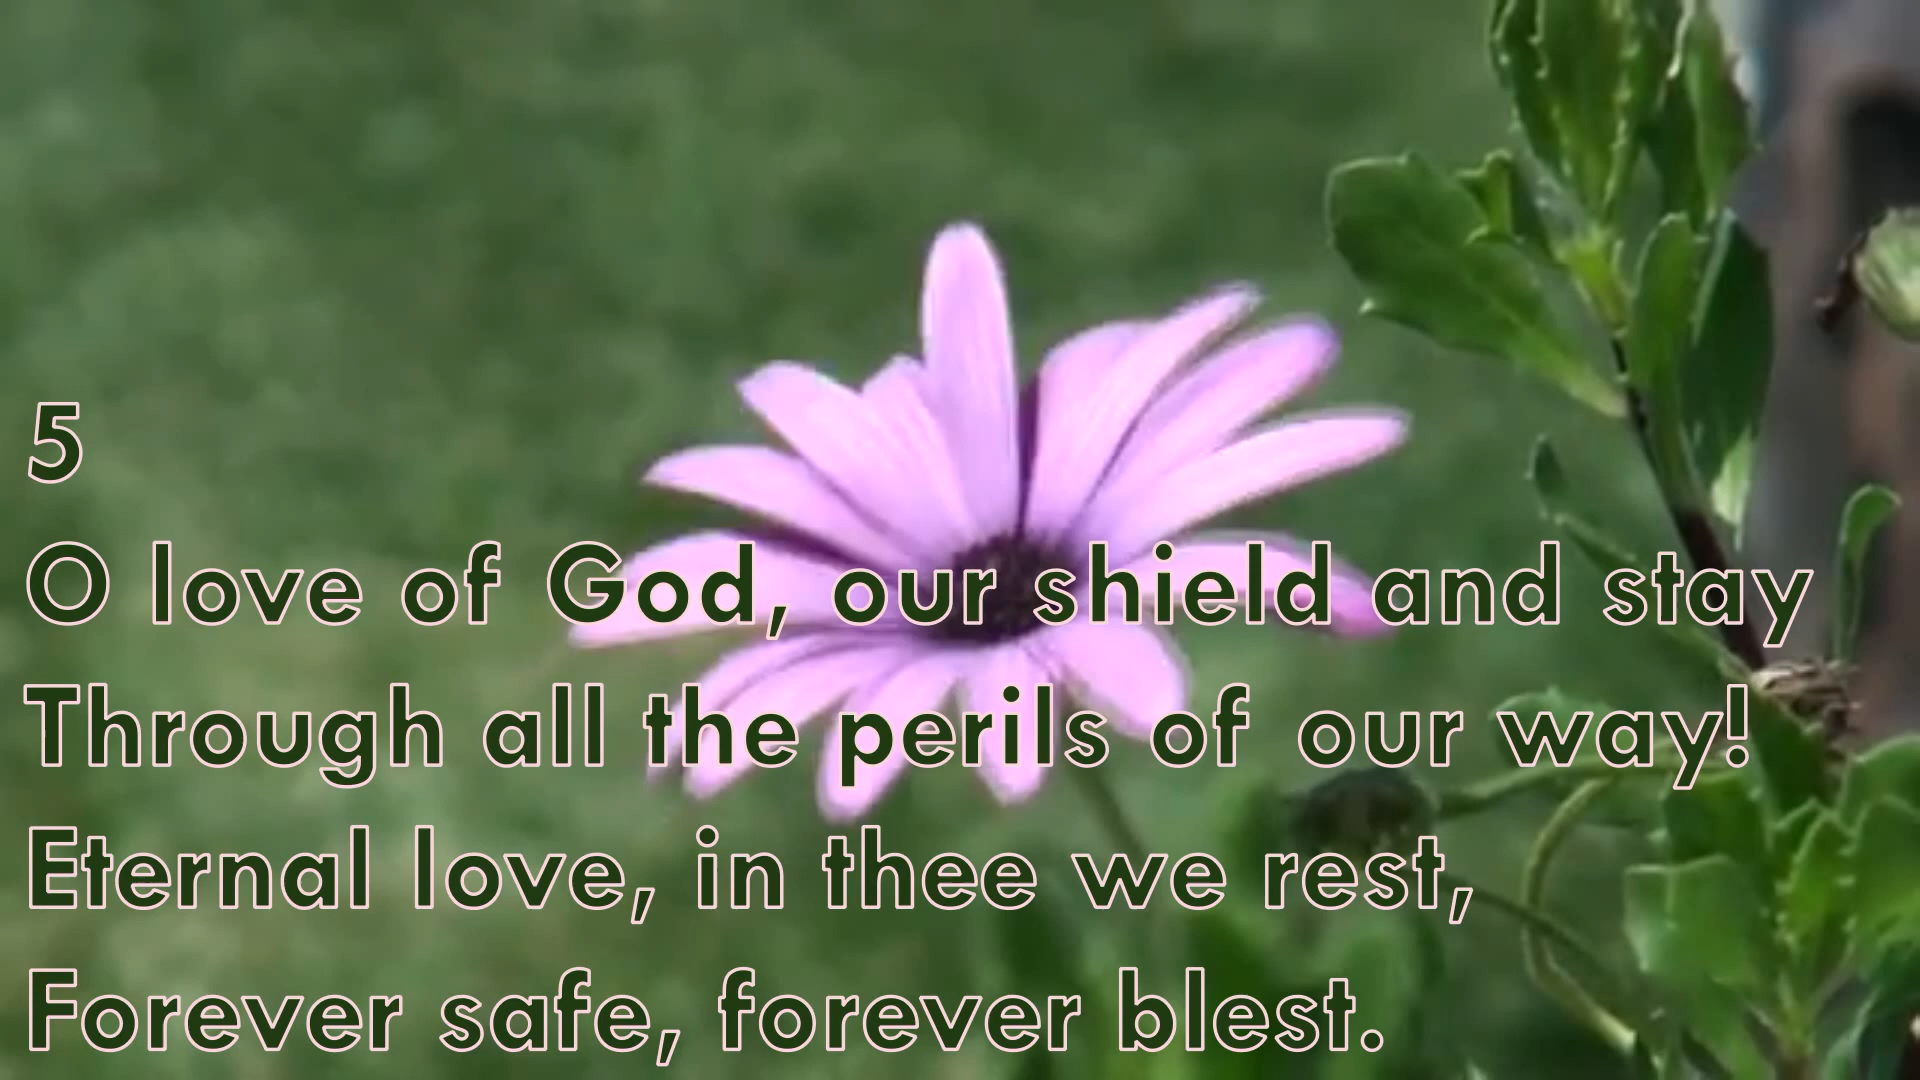 5
O love of God, our shield and stay
Through all the perils of our way!
Eternal love, in thee we rest,
Forever safe, forever blest.